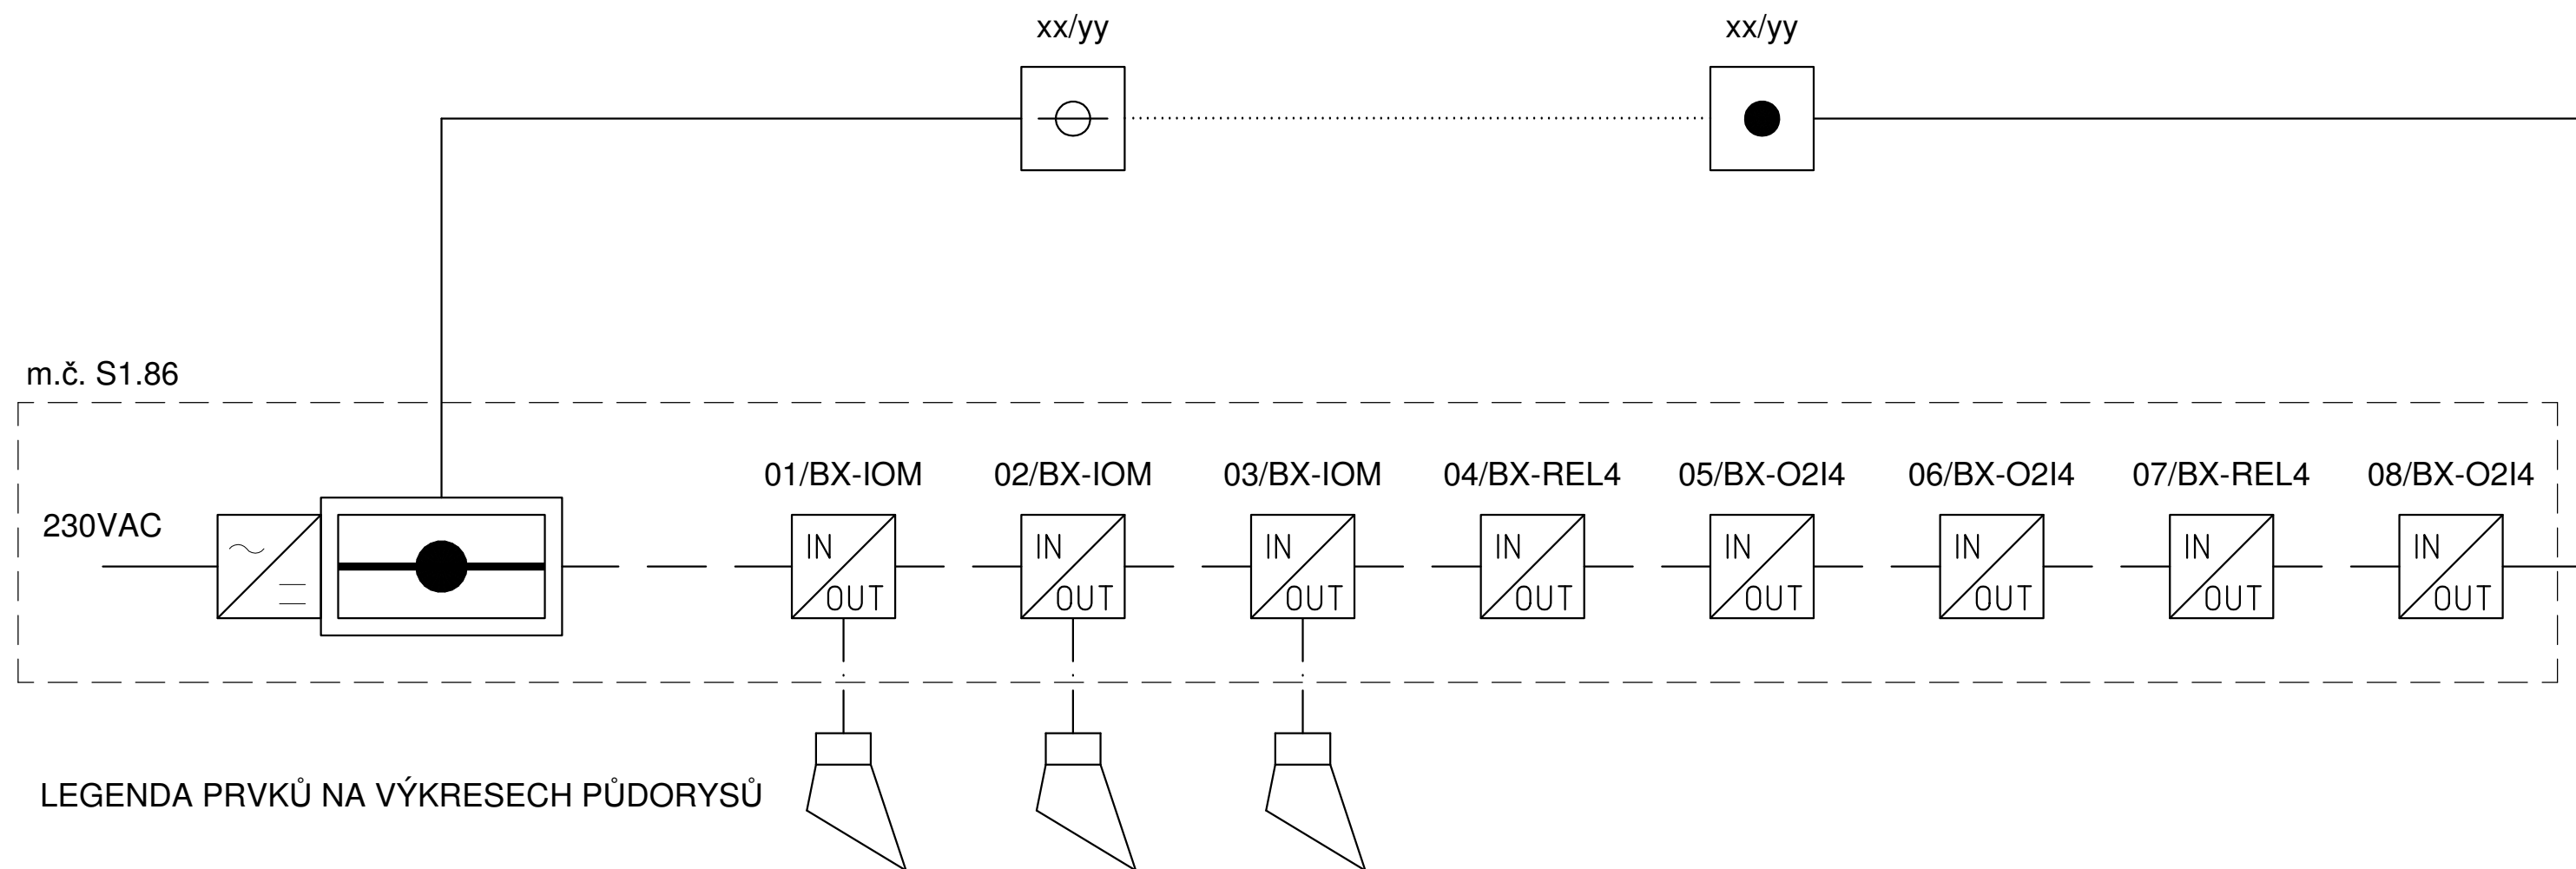 xx/yy
xx/yy
m.č. S1.86
01/BX-IOM
02/BX-IOM
03/BX-IOM
04/BX-REL4
05/BX-O2I4
06/BX-O2I4
07/BX-REL4
08/BX-O2I4
230VAC
IN
OUT
IN
OUT
IN
OUT
IN
OUT
IN
OUT
IN
OUT
IN
OUT
IN
OUT
LEGENDA PRVKŮ NA VÝKRESECH PŮDORYSŮ